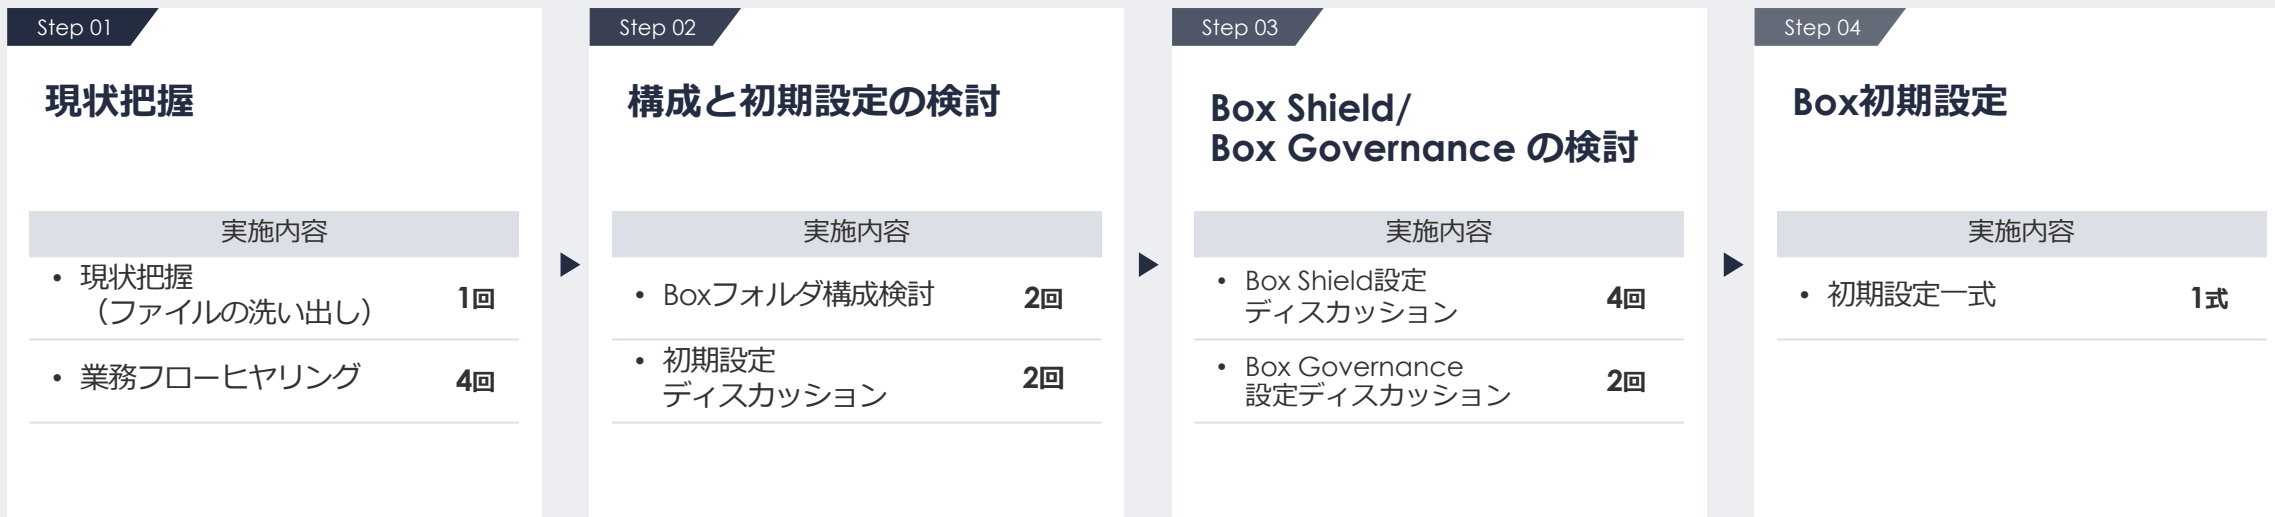 Step 01
現状把握
実施内容
• 現状把握
（ファイルの洗い出し）
1回
• 業務フローヒヤリング
4回
Step 02
構成と初期設定の検討
実施内容
• Boxフォルダ構成検討
2回
• 初期設定
ディスカッション
2回
Step 03
Box Shield/
Box Governance の検討
実施内容
• Box Shield設定
ディスカッション
4回
• Box Governance
設定ディスカッション
2回
Step 04
Box初期設定
実施内容
• 初期設定一式
1式